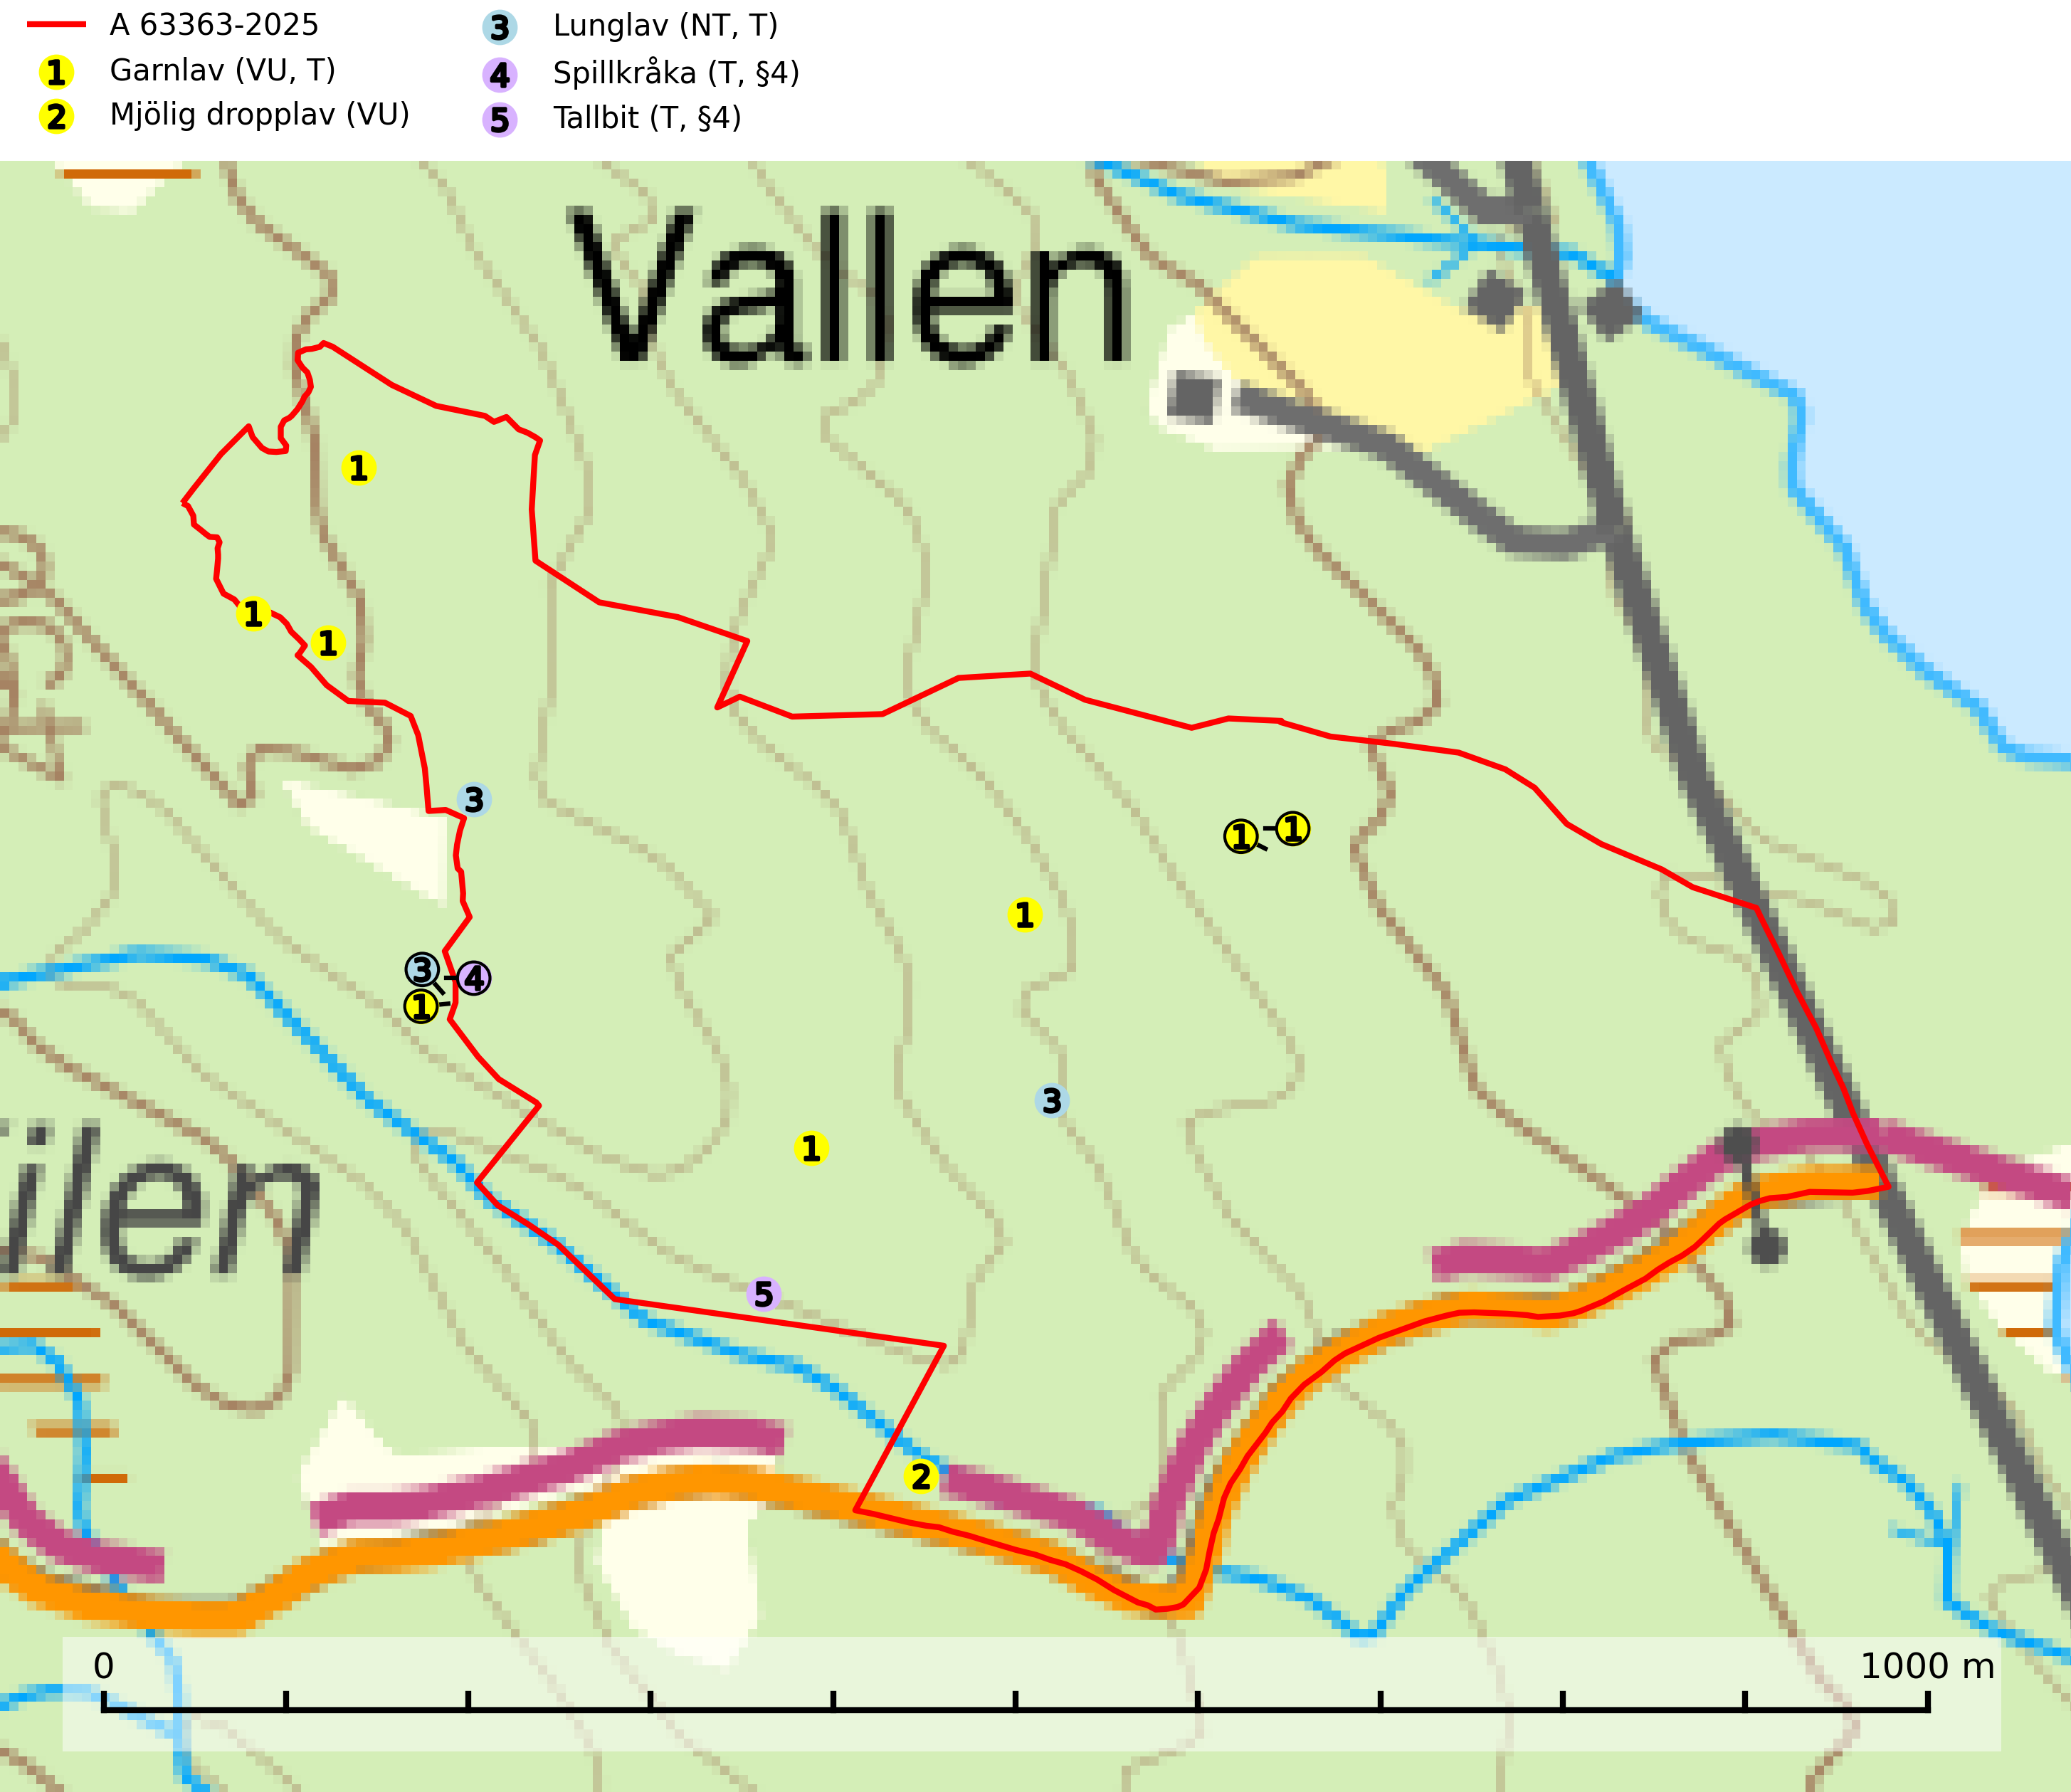 A 63363-2025
1 Garnlav (VU, T)
2 Mjölig dropplav (VU)
3 Lunglav (NT, T)
4 Spillkråka (T, §4)
5 Tallbit (T, §4)
Vallen
1
1
1
3
1 1
1
3 4
1
3
1
ilen
5
2
0 1000 m